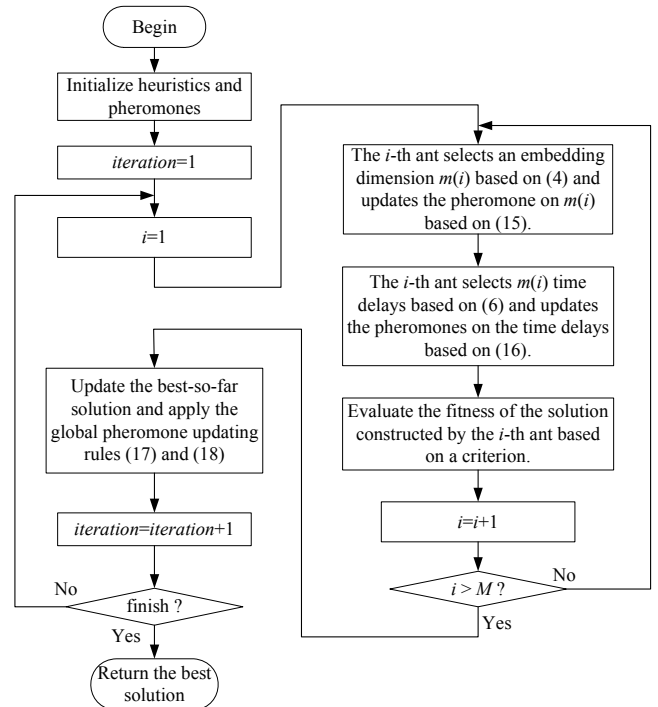 Begin
Initialize heuristics and
pheromones
iteration=1
i=1
The i-th ant selects an embedding
dimension m(i) based on (4) and
updates the pheromone on m(i)
based on (15).
The i-th ant selects m(i) time
delays based on (6) and updates
the pheromones on the time delays
based on (16).
Evaluate the fitness of the solution
constructed by the i-th ant based
on a criterion.
i=i+1
i > M ?
No
Yes
Update the best-so-far
solution and apply the
global pheromone updating
rules (17) and (18)
iteration=iteration+1
finish ?
No
Yes
Return the best
solution